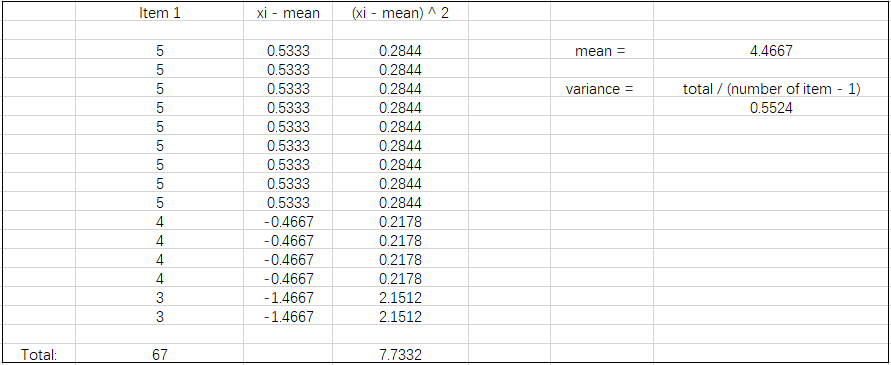 Item 1 xi - mean (xi - mean) ^ 2
5 0.5333 0.2844 mean = 4.4667
5 0.5333 0.2844
5 0.5333 0.2844 variance = total / (number of item - 1)
5 0.5333 0.2844 0.5524
5 0.5333 0.2844
5 0.5333 0.2844
5 0.5333 0.2844
5 0.5333 0.2844
5 0.5333 0.2844
4 -0.4667 0.2178
4 -0.4667 0.2178
4 -0.4667 0.2178
4 -0.4667 0.2178
3 -1.4667 2.1512
3 -1.4667 2.1512
Total: 67 7.7332